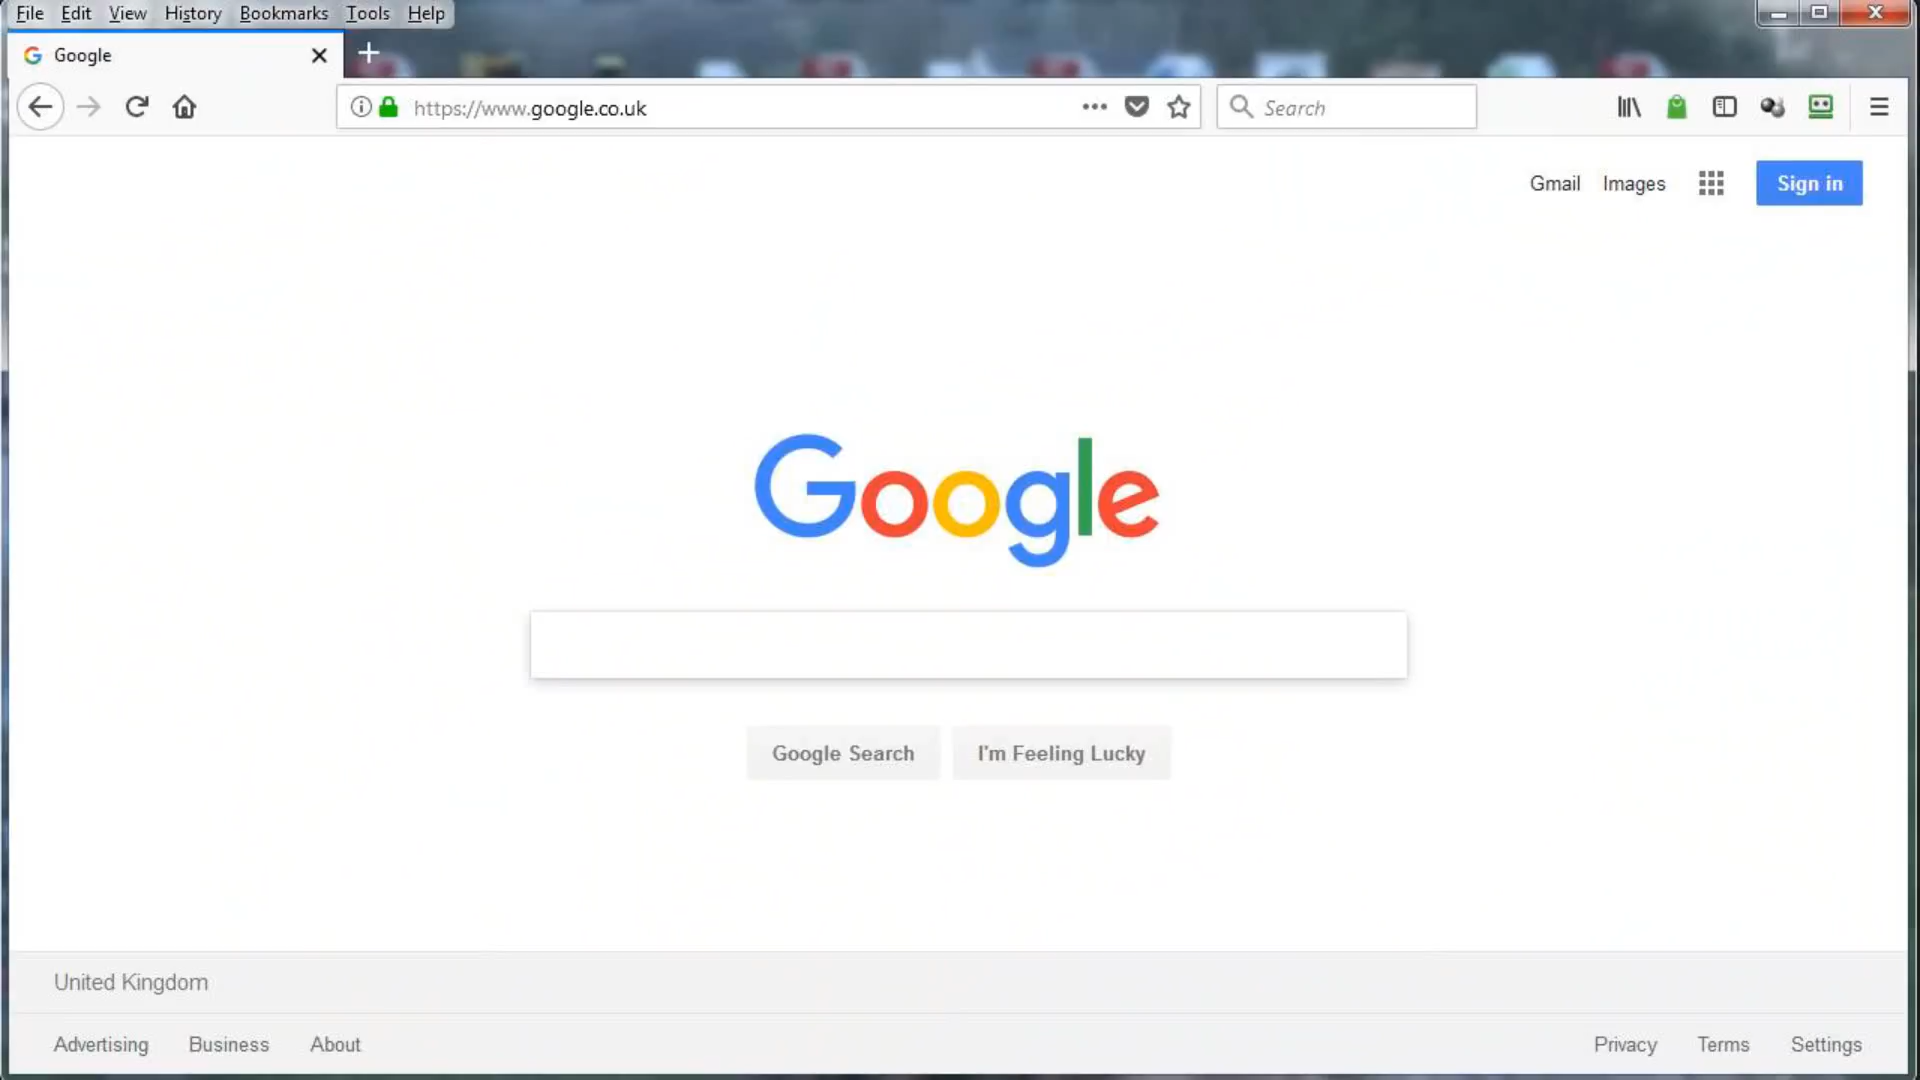 File Edit View History Bookmarks Tools Help
Google
https://www.google.co.uk Search
Gmail Images Sign in
Google
Google Search I'm Feeling Lucky
United Kingdom
Advertising Business About Privacy Terms Settings